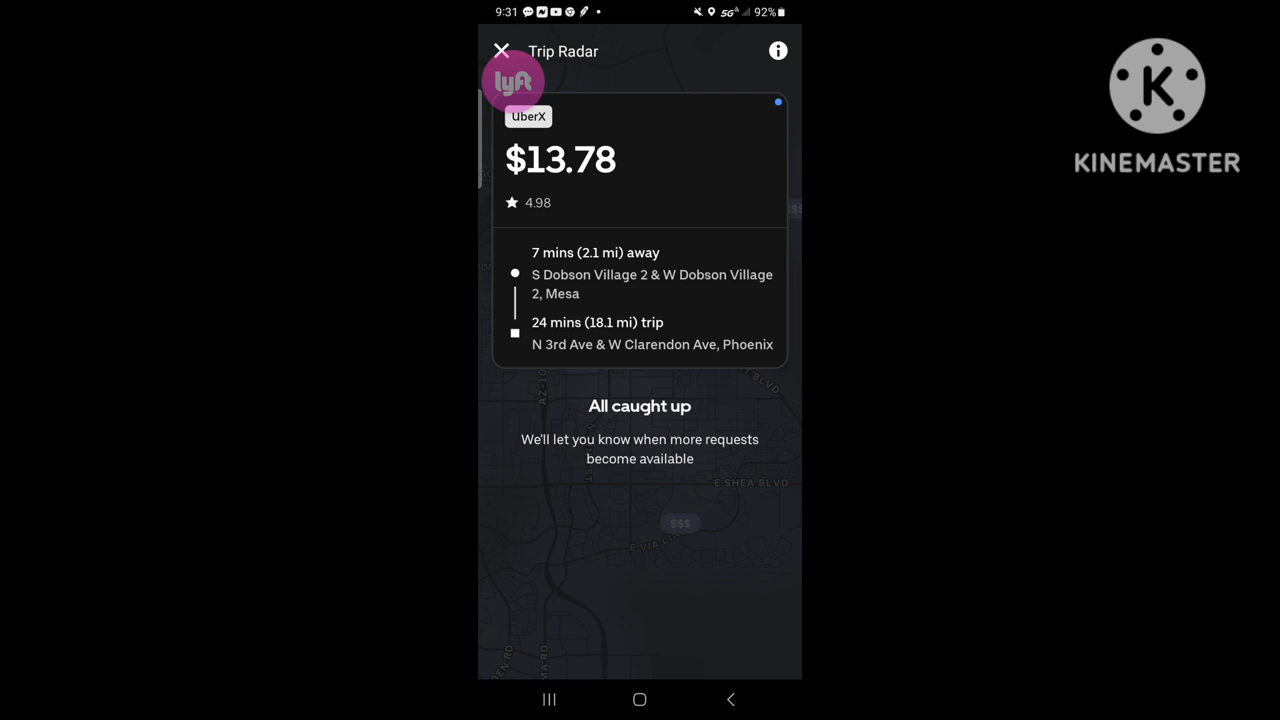 9:31
5G
92%
Trip Radar
lyft
UberX
$13.78
4.98
7 mins (2.1 mi) away
S Dobson Village 2 & W Dobson Village
2, Mesa
24 mins (18.1 mi) trip
N 3rd Ave & W Clarendon Ave, Phoenix
All caught up
We'll let you know when more requests
become available
E SHEA BLVD
$$$
K
KINEMASTER